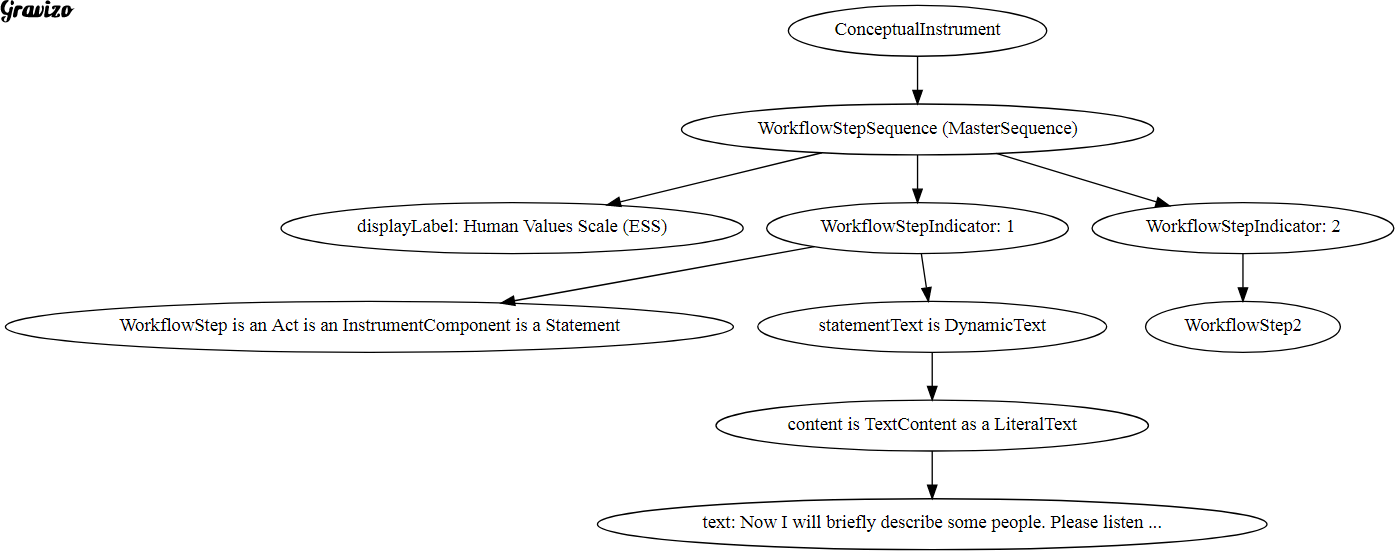 Gravizo
ConceptualInstrument
WorkflowStepSequence (MasterSequence)
displayLabel: Human Values Scale (ESS)
WorkflowStepIndicator: 1
WorkflowStepIndicator: 2
WorkflowStep is an Act is an InstrumentComponent is a Statement
statementText is DynamicText
WorkflowStep2
content is TextContent as a LiteralText
text: Now I will briefly describe some people. Please listen ...